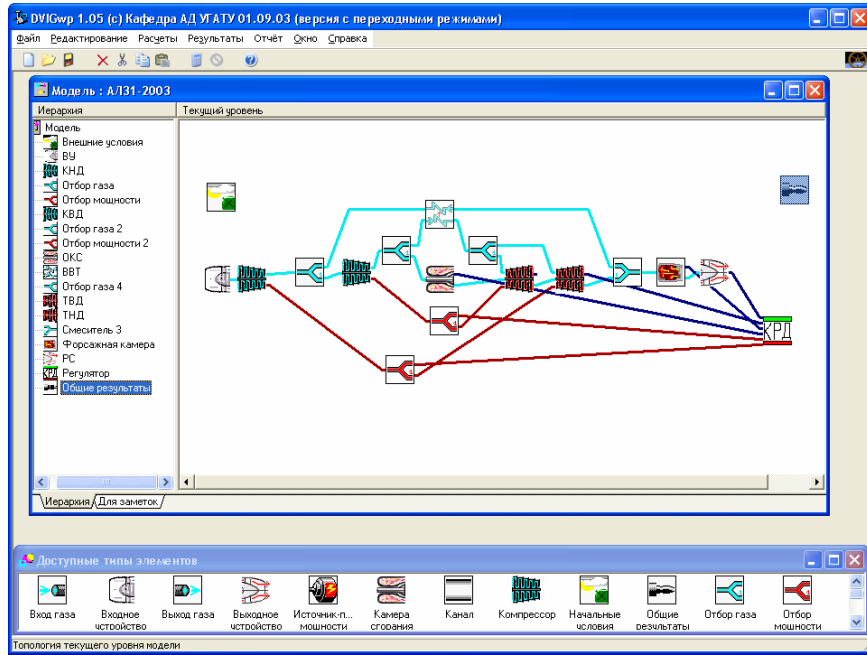 DVIGwp 1.05 (c) Кафедра АД УГАТУ 01.09.03 (версия с переходными режимами)
Файл Редактирование Расчеты Результаты Отчёт Окно Справка
Модель : АЛ31-2003
Иерархия
Текущий уровень
Модель
Внешние условия
ВУ
КНД
Отбор газа
Отбор мощности
КВД
Отбор газа 2
Отбор мощности 2
ОКС
ВВТ
Отбор газа 4
ТВД
ТНД
Смеситель 3
Форсажная камера
РС
КРД Регулятор
Общие результаты
КРД
Иерархия Для заметок
Доступные типы элементов
Вход газа
Входное
устройство
Выход газа
Выходное
устройство
Источник-п...
мощности
Камера
сгорания
Канал
Компрессор
Начальные
условия
Общие
результаты
Отбор газа
Отбор
мощности
Топология текущего уровня модели